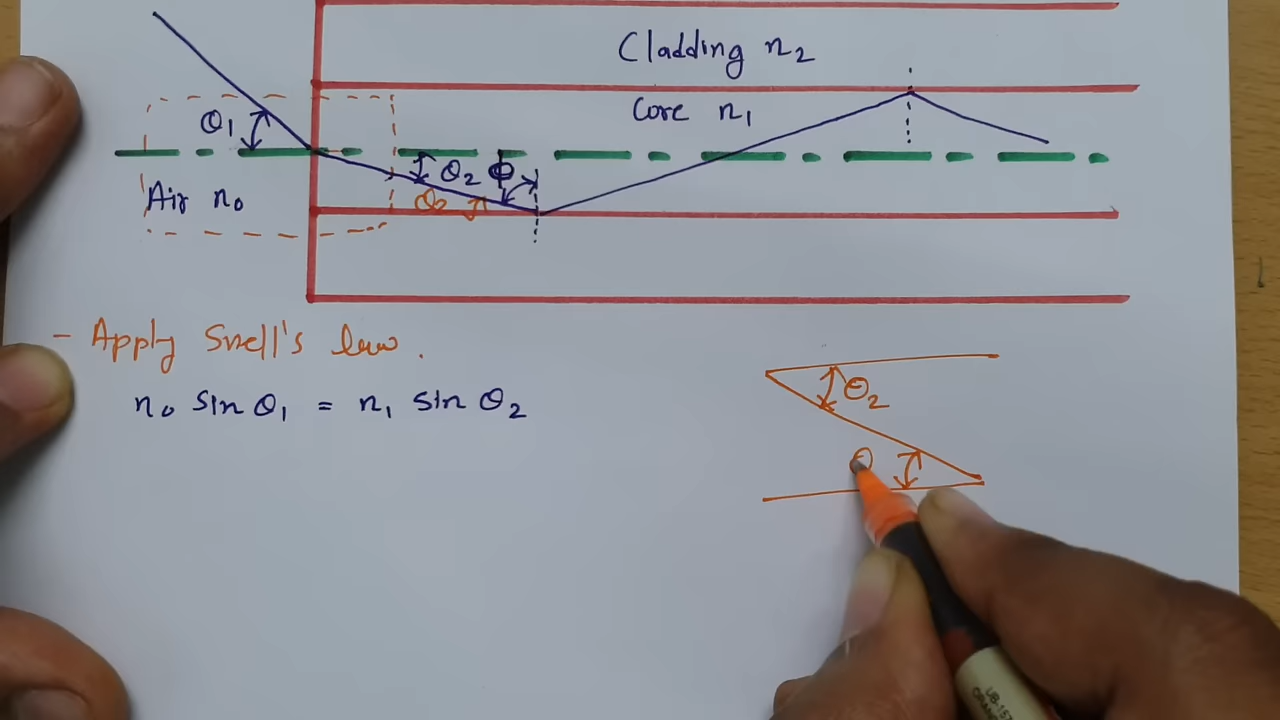 Cladding n₂
Core n₁
θ₁
θ₂ Φ
Air n₀
θ₂
- Apply Snell's law.
n₀ sin θ₁ = n₁ sin θ₂
θ₂
θ